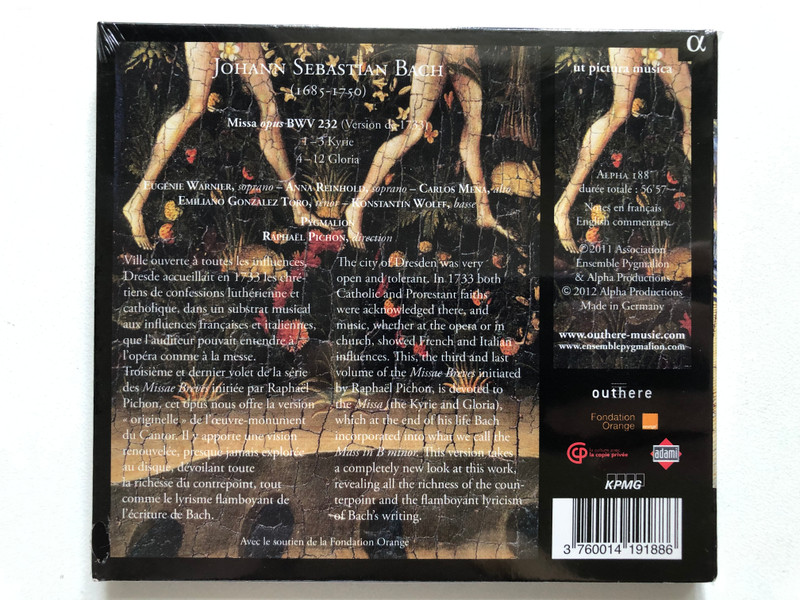 JOHANN SEBASTIAN BACH
(1685-1750)
Missa opus BWV 232 (Version de 1733)
1 – 3 Kyrie
4 – 12 Gloria
EUGÉNIE WARNIER, soprano – ANNA REINHOLD, soprano – CARLOS MENA, alto
EMILIANO GONZALEZ TORO, tenor – KONSTANTIN WOLFF, basse
PYGMALION
RAPHAËL PICHON, direction
Ville ouverte à toutes les influences,
Dresde accueillait en 1733 les chré-
tiens de confessions luthérienne et
catholique, dans un substrat musical
aux influences françaises et italiennes,
que l'auditeur pouvait entendre à
l'opéra comme à la messe.
Troisième et dernier volet de la série
des Missae Breves initiée par Raphaël
Pichon, cet opus nous offre la version
« originelle » de l'œuvre-monument
du Cantor. Il y apporte une vision
renouvelée, presque jamais explorée
au disque, dévoilant toute
la richesse du contrepoint, tout
comme le lyrisme flamboyant de
l'écriture de Bach.
The city of Dresden was very
open and tolerant. In 1733 both
Catholic and Protestant faiths
were acknowledged there, and
music, whether at the opera or in
church, showed French and Italian
influences. This, the third and last
volume of the Missae Breves initiated
by Raphaël Pichon, is devoted to
the Missa (the Kyrie and Gloria),
which at the end of his life Bach
incorporated into what we call the
Mass in B minor. This version takes
a completely new look at this work,
revealing all the richness of the coun-
terpoint and the flamboyant lyricism
of Bach's writing.
Avec le soutien de la Fondation Orange
α
ut pictura musica
ALPHA 188
durée totale : 56'57
Notes en français
English commentary
©2011 Association
Ensemble Pygmalion
& Alpha Productions
© 2012 Alpha Productions
Made in Germany
www.outhere-music.com
www.ensemblepygmalion.com
outhere
Fondation
Orange
orange
la culture avec
la copie privée
adami
KPMG
3 760014 191886